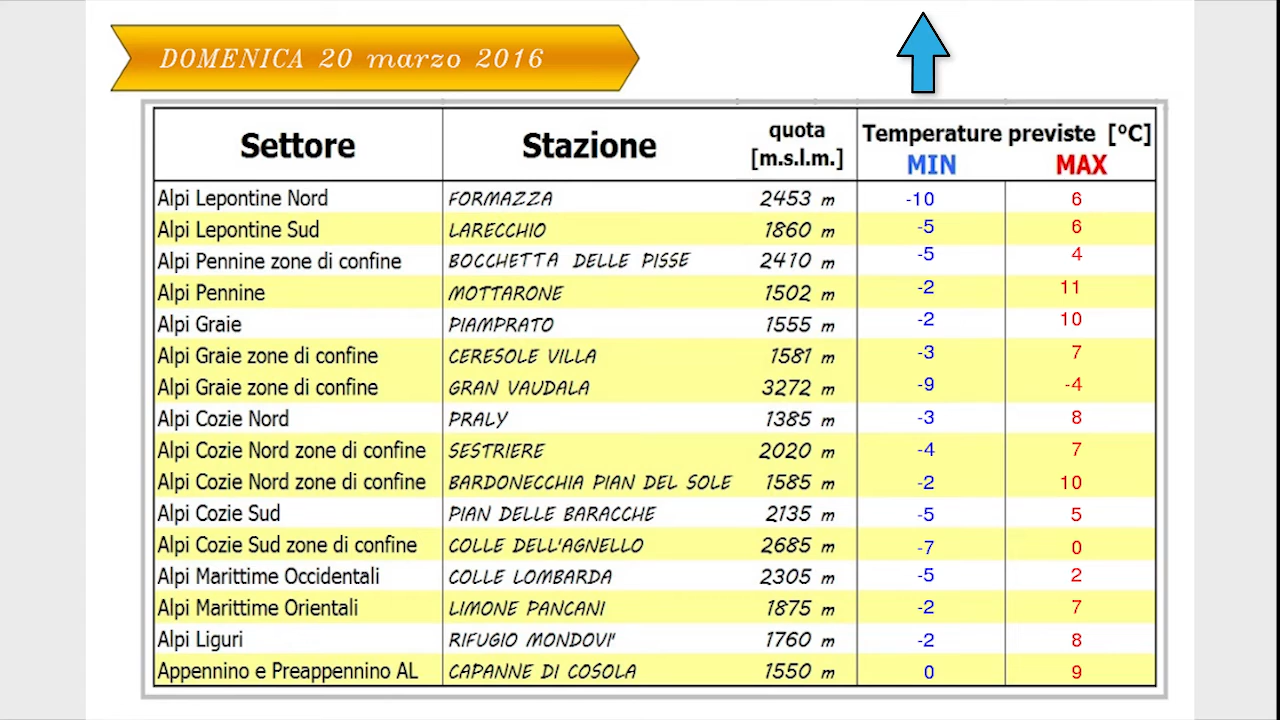 DOMENICA 20 marzo 2016
Settore Stazione quota [m.s.l.m.] Temperature previste [°C]
MIN MAX
Alpi Lepontine Nord FORMAZZA 2453 m -10 6
Alpi Lepontine Sud LARECCHIO 1860 m -5 6
Alpi Pennine zone di confine BOCCHETTA DELLE PISSE 2410 m -5 4
Alpi Pennine MOTTARONE 1502 m -2 11
Alpi Graie PIAMPRATO 1555 m -2 10
Alpi Graie zone di confine CERESOLE VILLA 1581 m -3 7
Alpi Graie zone di confine GRAN VAUDALA 3272 m -9 -4
Alpi Cozie Nord PRALY 1385 m -3 8
Alpi Cozie Nord zone di confine SESTRIERE 2020 m -4 7
Alpi Cozie Nord zone di confine BARDONECCHIA PIAN DEL SOLE 1585 m -2 10
Alpi Cozie Sud PIAN DELLE BARACCHE 2135 m -5 5
Alpi Cozie Sud zone di confine COLLE DELL'AGNELLO 2685 m -7 0
Alpi Marittime Occidentali COLLE LOMBARDA 2305 m -5 2
Alpi Marittime Orientali LIMONE PANCANI 1875 m -2 7
Alpi Liguri RIFUGIO MONDOVI' 1760 m -2 8
Appennino e Preappennino AL CAPANNE DI COSOLA 1550 m 0 9